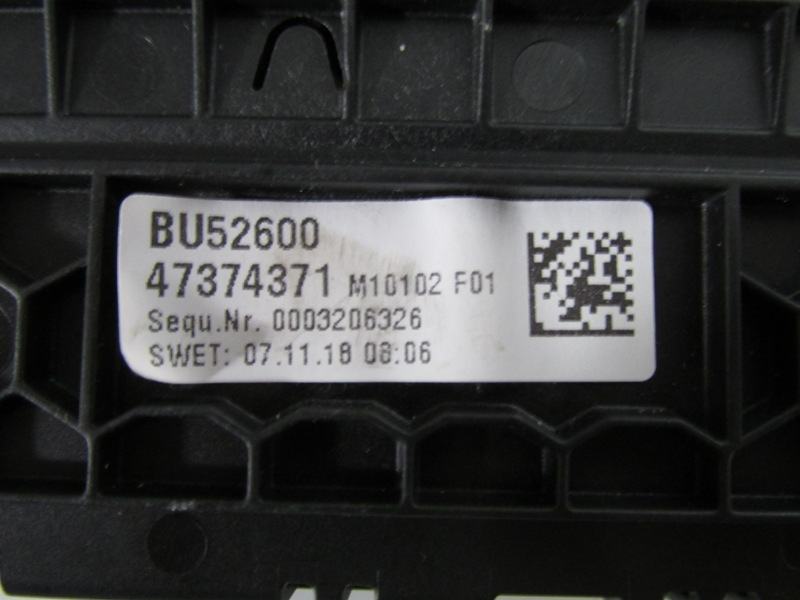 BU52600
47374371 M10102 F01
Sequ.Nr. 0003206326
SWET: 07.11.18 08:06